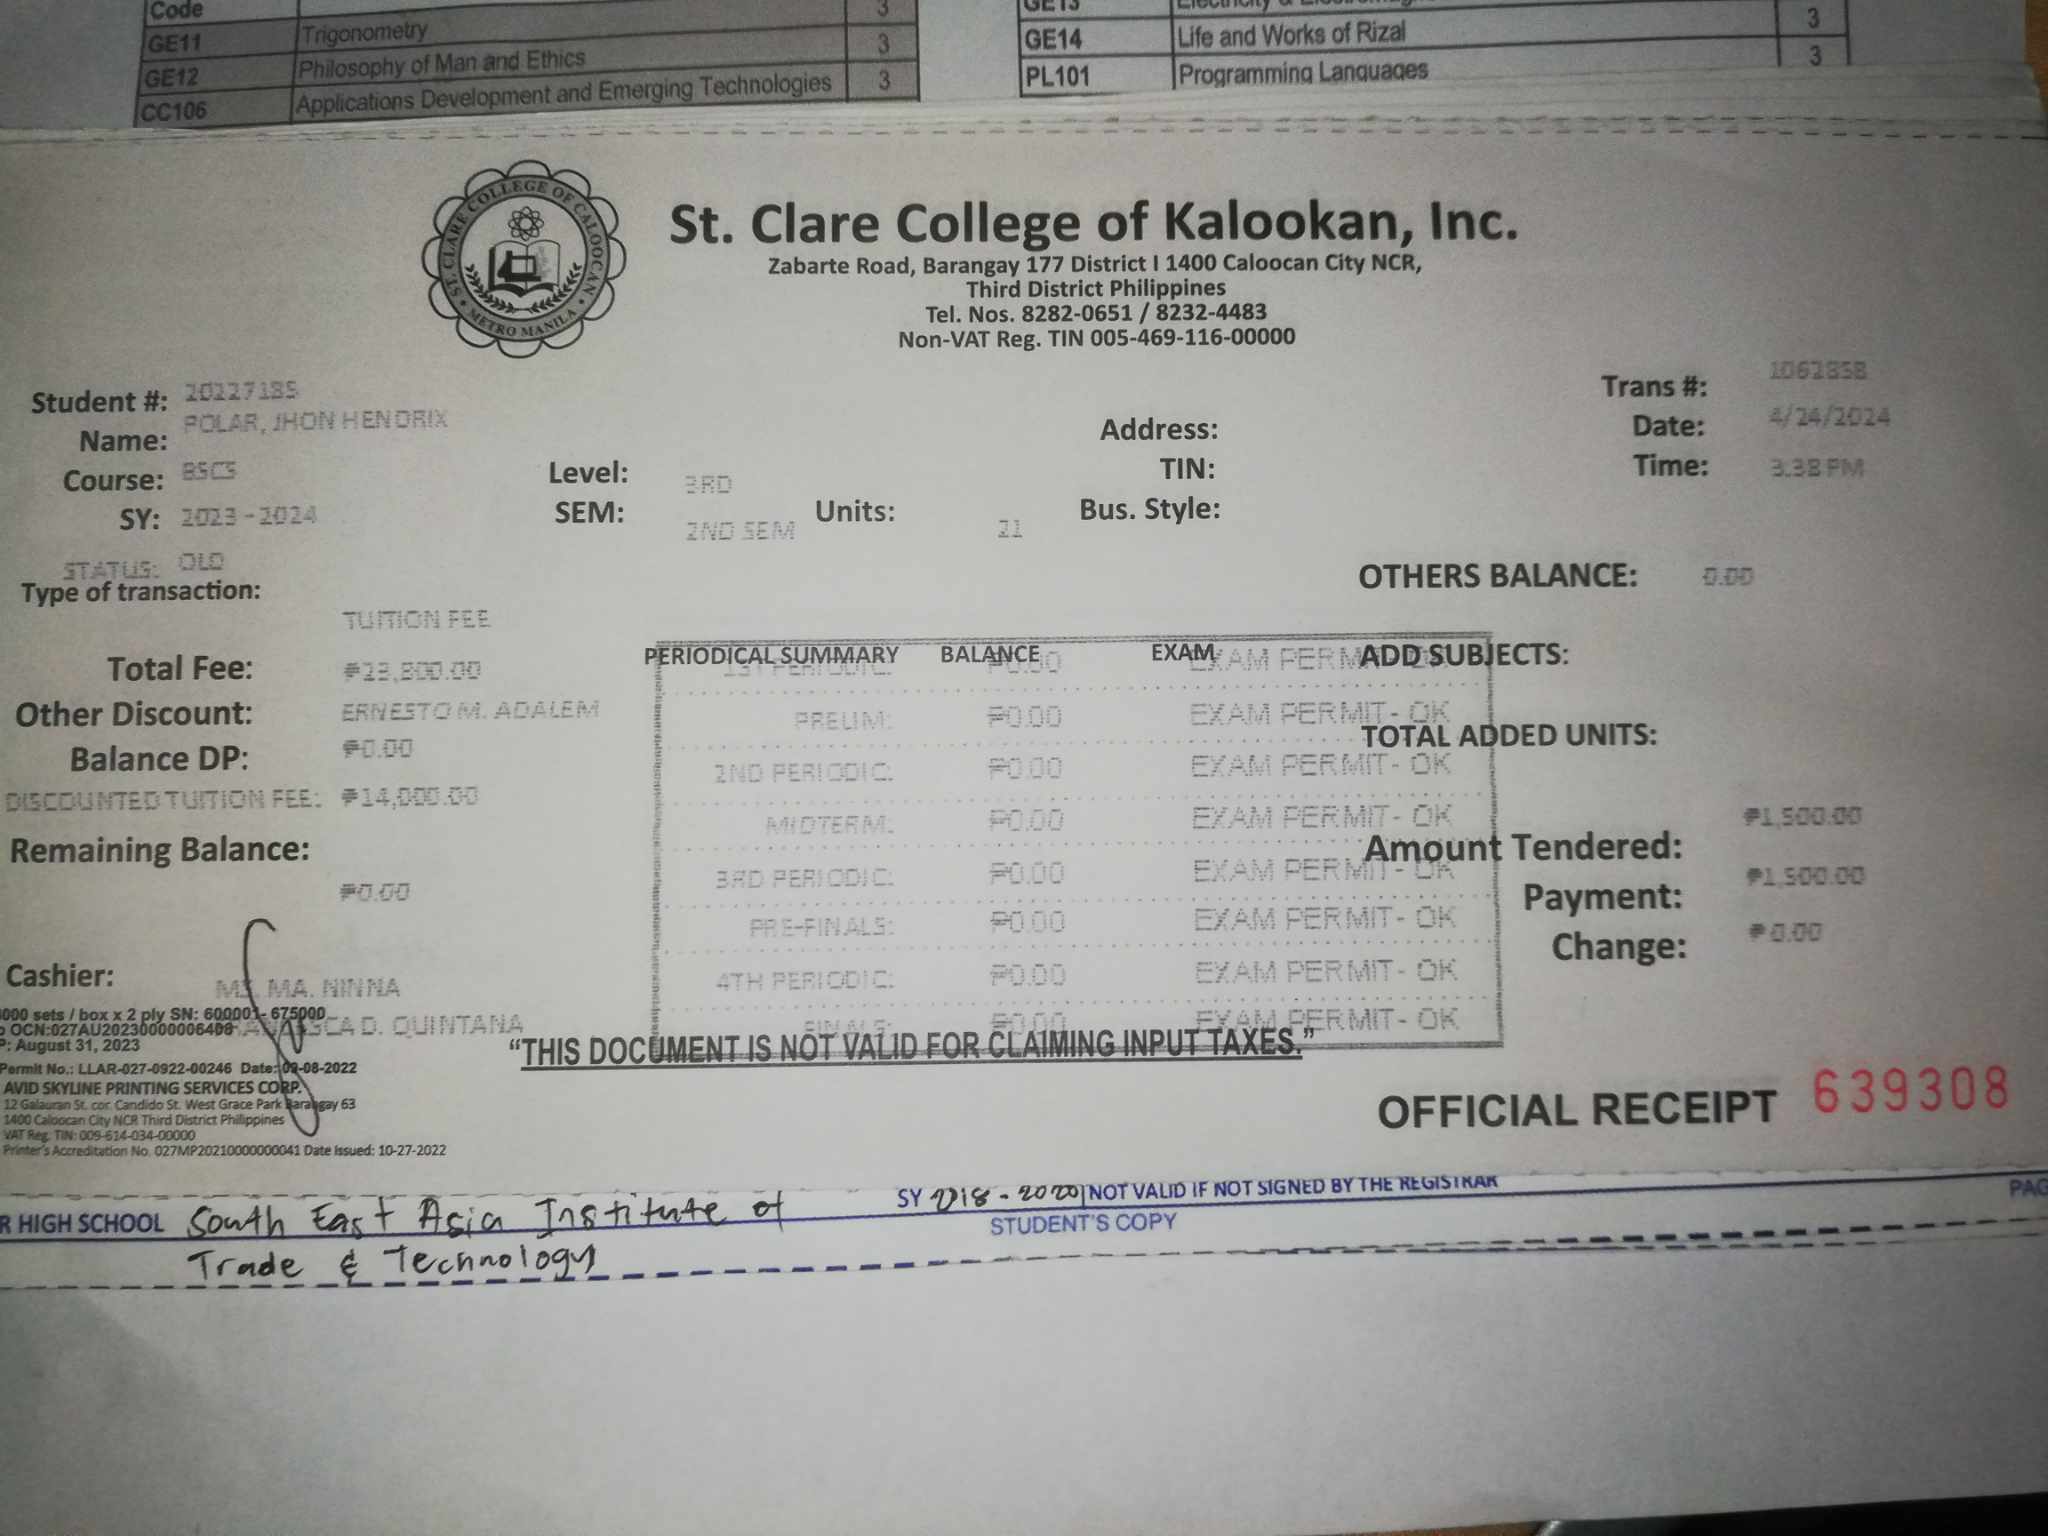 Code 3
GE11 Trigonometry 3
GE12 Philosophy of Man and Ethics 3
CC106 Applications Development and Emerging Technologies
GE13
GE14 Life and Works of Rizal 3
PL101 Programming Languages 3
ST. CLARE COLLEGE OF CALOOCAN
METRO MANILA
St. Clare College of Kalookan, Inc.
Zabarte Road, Barangay 177 District I 1400 Caloocan City NCR,
Third District Philippines
Tel. Nos. 8282-0651 / 8232-4483
Non-VAT Reg. TIN 005-469-116-00000
Student #: 20227185
Name: POLAR, JHON HENDRIX
Course: BSCS
SY: 2023 - 2024
STATUS: OLD
Level: 3RD
SEM: 2ND SEM Units: 21
Address:
TIN:
Bus. Style:
Trans #: 1062858
Date: 4/24/2024
Time: 3:38 PM
Type of transaction:
TUITION FEE
OTHERS BALANCE: 0.00
Total Fee: ₱23,800.00
Other Discount: ERNESTO M. ADALEM
Balance DP: ₱0.00
DISCOUNTED TUITION FEE: ₱14,000.00
Remaining Balance:
₱0.00
PERIODICAL SUMMARY BALANCE EXAM
1ST PERIODIC: ₱0.00 EXAM PERMIT - OK
PRELIM: ₱0.00 EXAM PERMIT - OK
2ND PERIODIC: ₱0.00 EXAM PERMIT - OK
MIDTERM: ₱0.00 EXAM PERMIT - OK
3RD PERIODIC: ₱0.00 EXAM PERMIT - OK
PRE-FINALS: ₱0.00 EXAM PERMIT - OK
4TH PERIODIC: ₱0.00 EXAM PERMIT - OK
FINALS: ₱0.00 EXAM PERMIT - OK
ADD SUBJECTS:
TOTAL ADDED UNITS:
Amount Tendered: ₱1,500.00
Payment: ₱1,500.00
Change: ₱0.00
Cashier: MS. MA. NINNA
D. QUINTANA
000 sets / box x 2 ply SN: 600001- 675000
OCN:027AU20230000006408
P: August 31, 2023
Permit No.: LLAR-027-0922-00246 Date: 09-08-2022
AVID SKYLINE PRINTING SERVICES CORP.
12 Galauran St. cor. Candido St. West Grace Park Barangay 63
1400 Caloocan City NCR Third District Philippines
VAT Reg. TIN: 009-614-034-00000
Printer's Accreditation No. 027MP20210000000041 Date Issued: 10-27-2022
“THIS DOCUMENT IS NOT VALID FOR CLAIMING INPUT TAXES.”
OFFICIAL RECEIPT 639308
R HIGH SCHOOL South East Asia Institute of
Trade & Technology
SY 2018 - 2020 NOT VALID IF NOT SIGNED BY THE REGISTRAR
STUDENT'S COPY
PAG